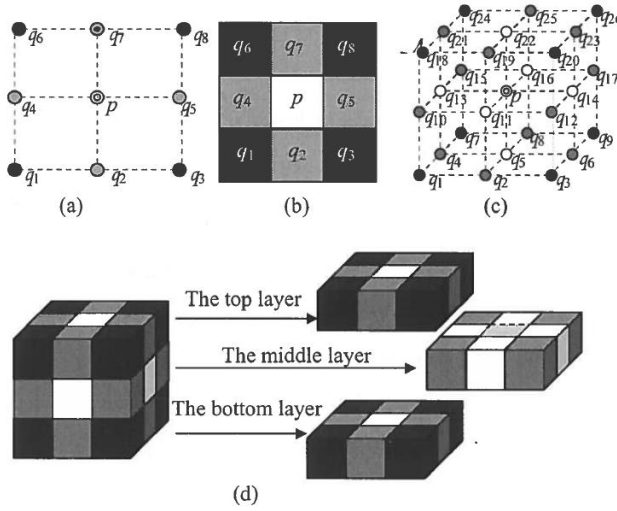 q6 q7 q8
q4 p q5
q1 q2 q3
(a)
q6 q7 q8
q4 p q5
q1 q2 q3
(b)
q24 q25 q26
q21 q22 q23
q18 q19 q20
q15 q16 q17
q13 p q14
q10 q11 q12
q7 q8 q9
q4 q5 q6
q1 q2 q3
(c)
The top layer
The middle layer
The bottom layer
(d)